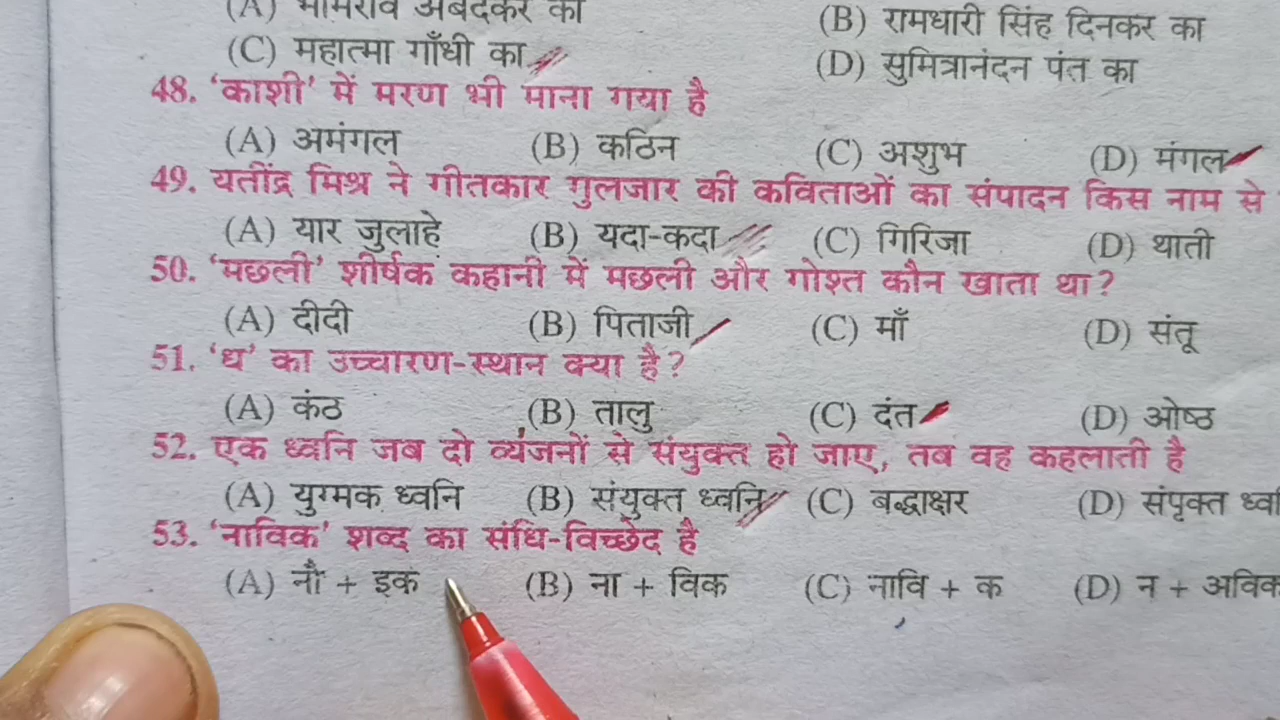 (A) भीमराव अंबेदकर का (B) रामधारी सिंह दिनकर का
(C) महात्मा गाँधी का (D) सुमित्रानंदन पंत का
48. ‘काशी’ में मरण भी माना गया है
(A) अमंगल (B) कठिन (C) अशुभ (D) मंगल
49. यतींद्र मिश्र ने गीतकार गुलजार की कविताओं का संपादन किस नाम से
(A) यार जुलाहे (B) यदा-कदा (C) गिरिजा (D) थाती
50. ‘मछली’ शीर्षक कहानी में मछली और गोश्त कौन खाता था?
(A) दीदी (B) पिताजी (C) माँ (D) संतू
51. ‘ध’ का उच्चारण-स्थान क्या है?
(A) कंठ (B) तालु (C) दंत (D) ओष्ठ
52. एक ध्वनि जब दो व्यंजनों से संयुक्त हो जाए, तब वह कहलाती है
(A) युग्मक ध्वनि (B) संयुक्त ध्वनि (C) बद्धाक्षर (D) संपृक्त ध्व
53. ‘नाविक’ शब्द का संधि-विच्छेद है
(A) नौ + इक (B) ना + विक (C) नावि + क (D) न + अविक